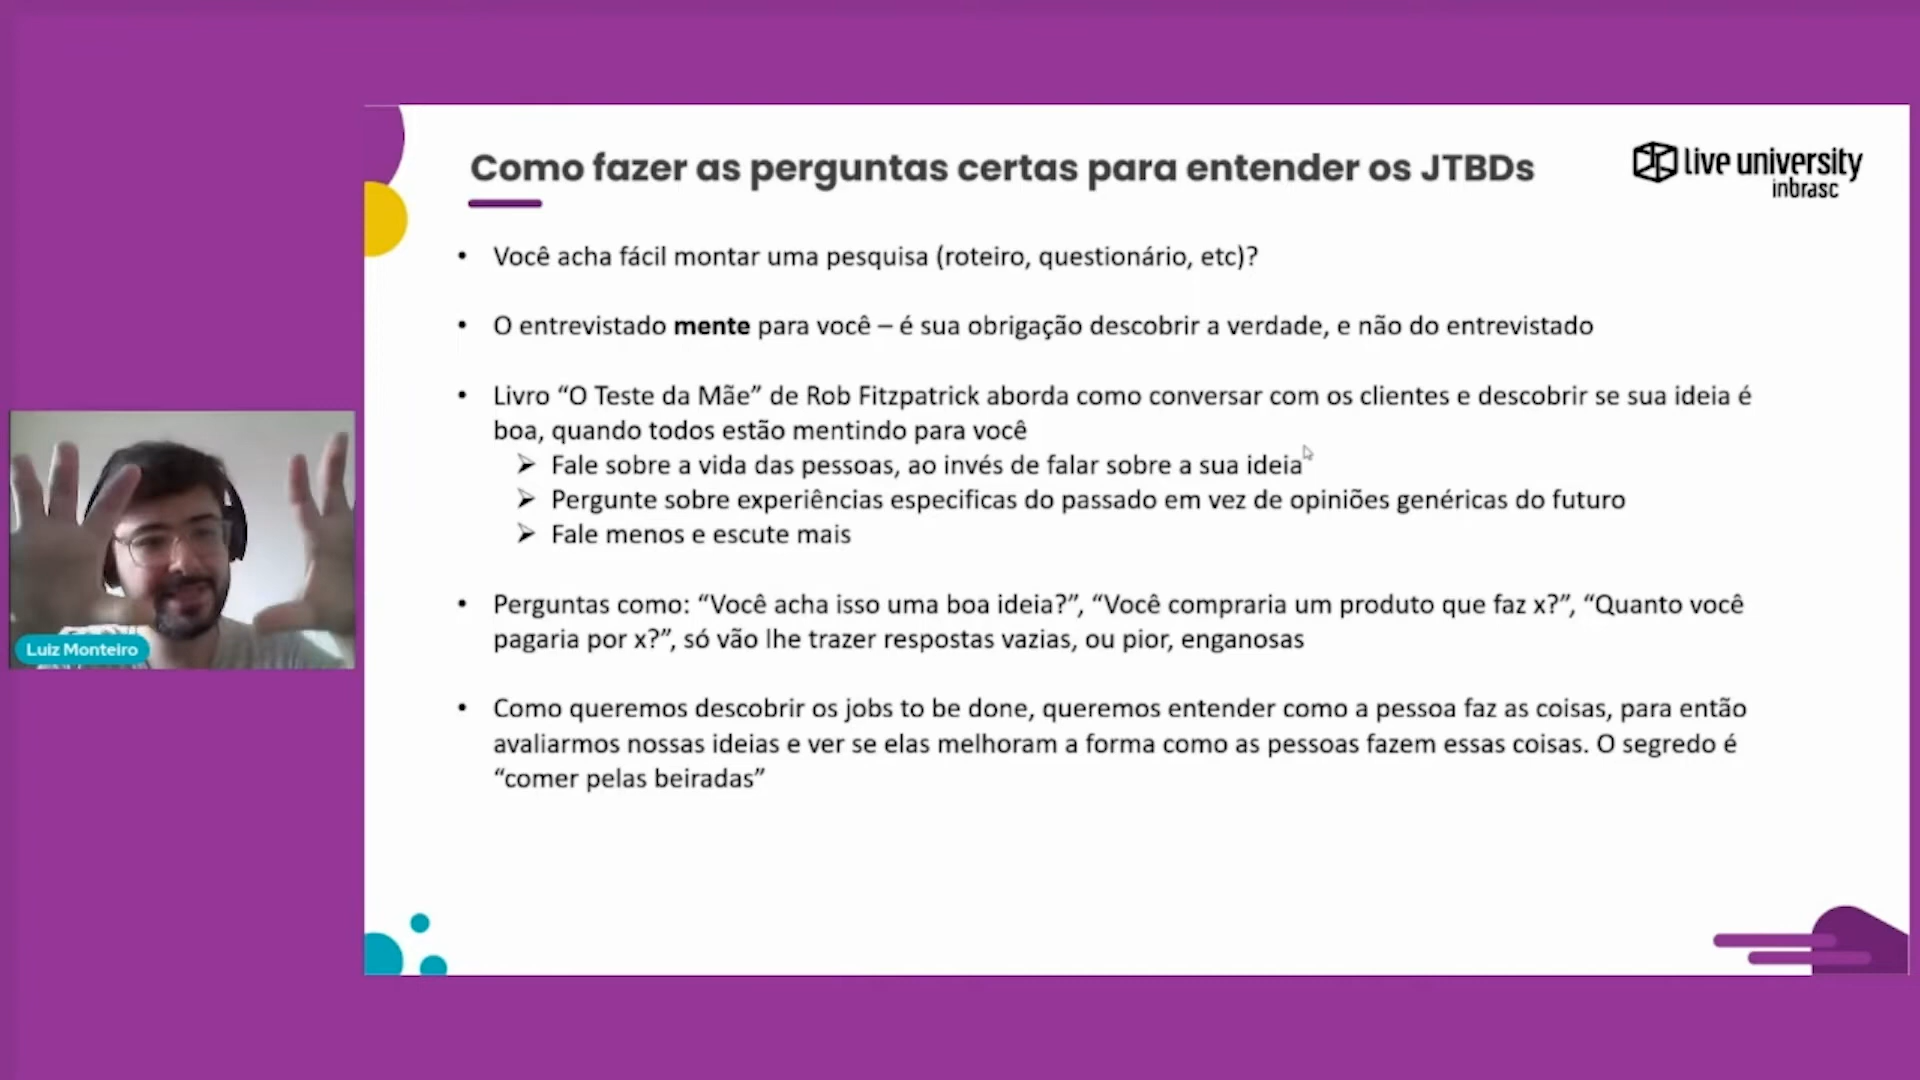 Como fazer as perguntas certas para entender os JTBDs
live university
inbrasc
• Você acha fácil montar uma pesquisa (roteiro, questionário, etc)?
• O entrevistado mente para você – é sua obrigação descobrir a verdade, e não do entrevistado
• Livro “O Teste da Mãe” de Rob Fitzpatrick aborda como conversar com os clientes e descobrir se sua ideia é
boa, quando todos estão mentindo para você
➢ Fale sobre a vida das pessoas, ao invés de falar sobre a sua ideia
➢ Pergunte sobre experiências especificas do passado em vez de opiniões genéricas do futuro
➢ Fale menos e escute mais
• Perguntas como: “Você acha isso uma boa ideia?”, “Você compraria um produto que faz x?”, “Quanto você
pagaria por x?”, só vão lhe trazer respostas vazias, ou pior, enganosas
• Como queremos descobrir os jobs to be done, queremos entender como a pessoa faz as coisas, para então
avaliarmos nossas ideias e ver se elas melhoram a forma como as pessoas fazem essas coisas. O segredo é
“comer pelas beiradas”
Luiz Monteiro